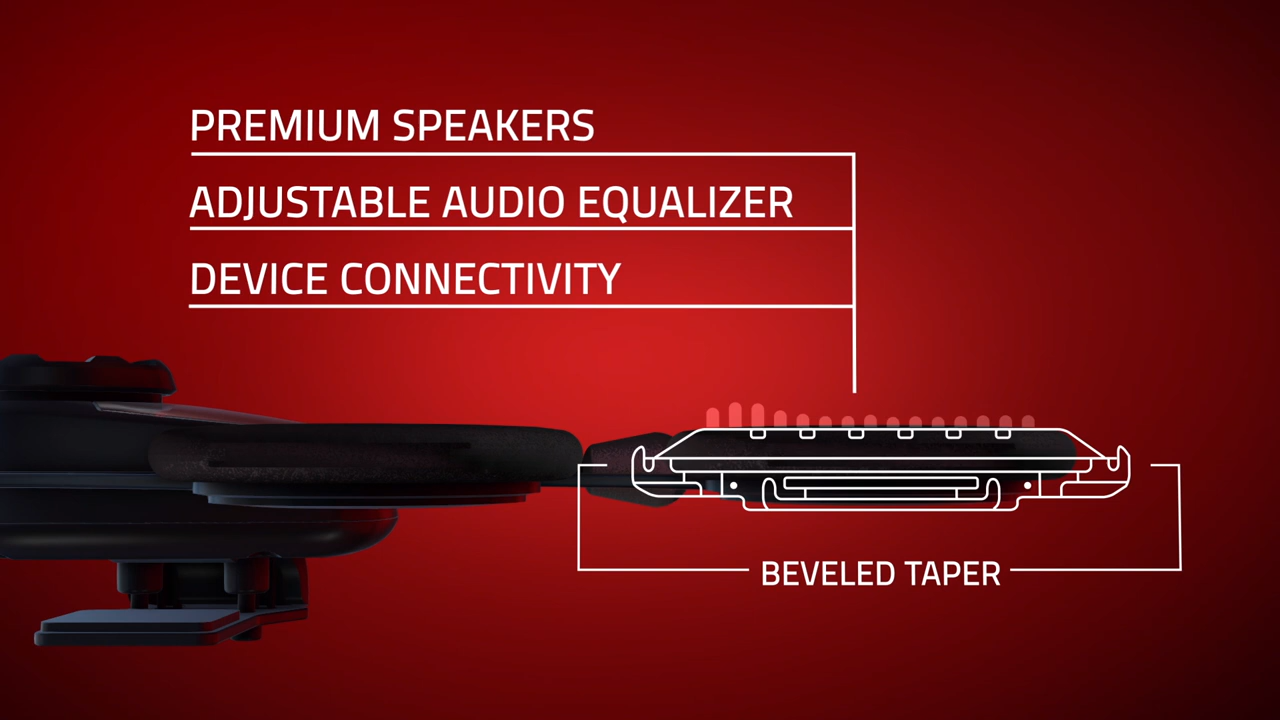 PREMIUM SPEAKERS
ADJUSTABLE AUDIO EQUALIZER
DEVICE CONNECTIVITY
BEVELED TAPER